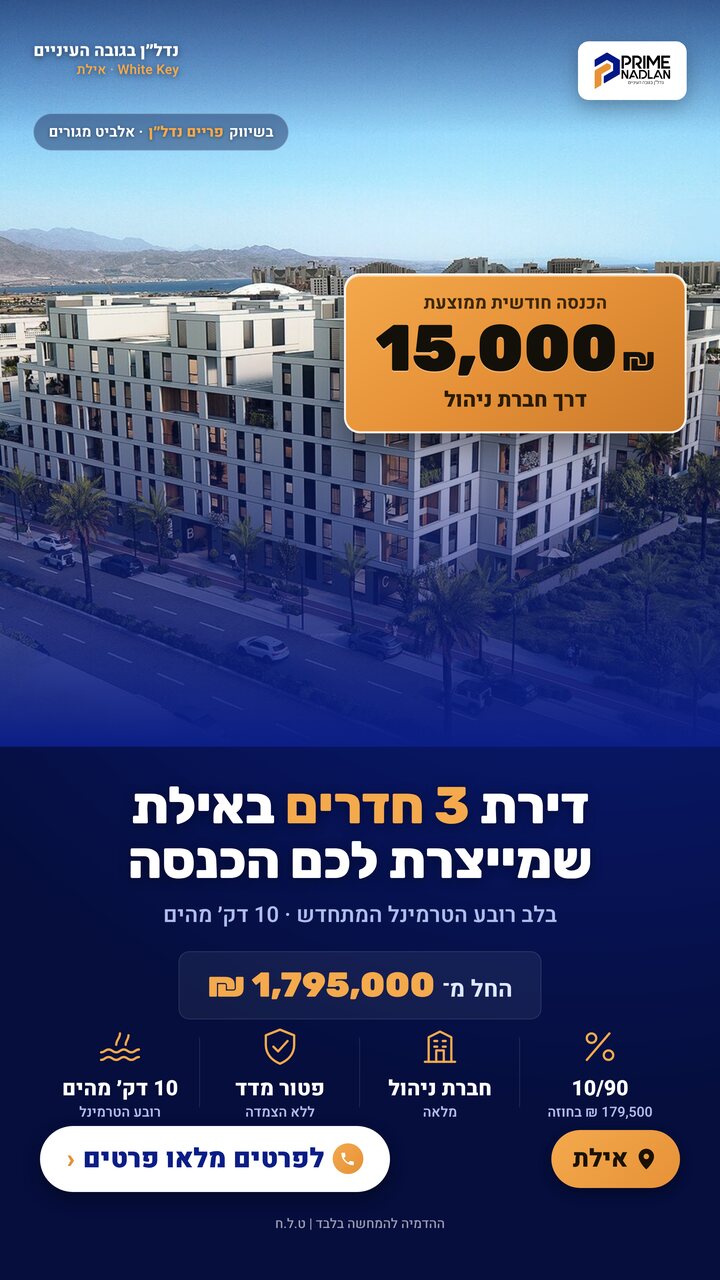 PRIME
NADLAN
נדל"ן בגובה העיניים
נדל"ן בגובה העיניים
White Key · אילת
בשיווק פריים נדל"ן · אלביט מגורים
הכנסה חודשית ממוצעת
₪ 15,000
דרך חברת ניהול
B
C
דירת 3 חדרים באילת
שמייצרת לכם הכנסה
בלב רובע הטרמינל המתחדש · 10 דק׳ מהים
החל מ־ 1,795,000 ₪
10/90
179,500 ₪ בחוזה
חברת ניהול
מלאה
פטור מדד
ללא הצמדה
10 דק׳ מהים
רובע הטרמינל
אילת
לפרטים מלאו פרטים ›
ההדמיה להמחשה בלבד | ט.ל.ח